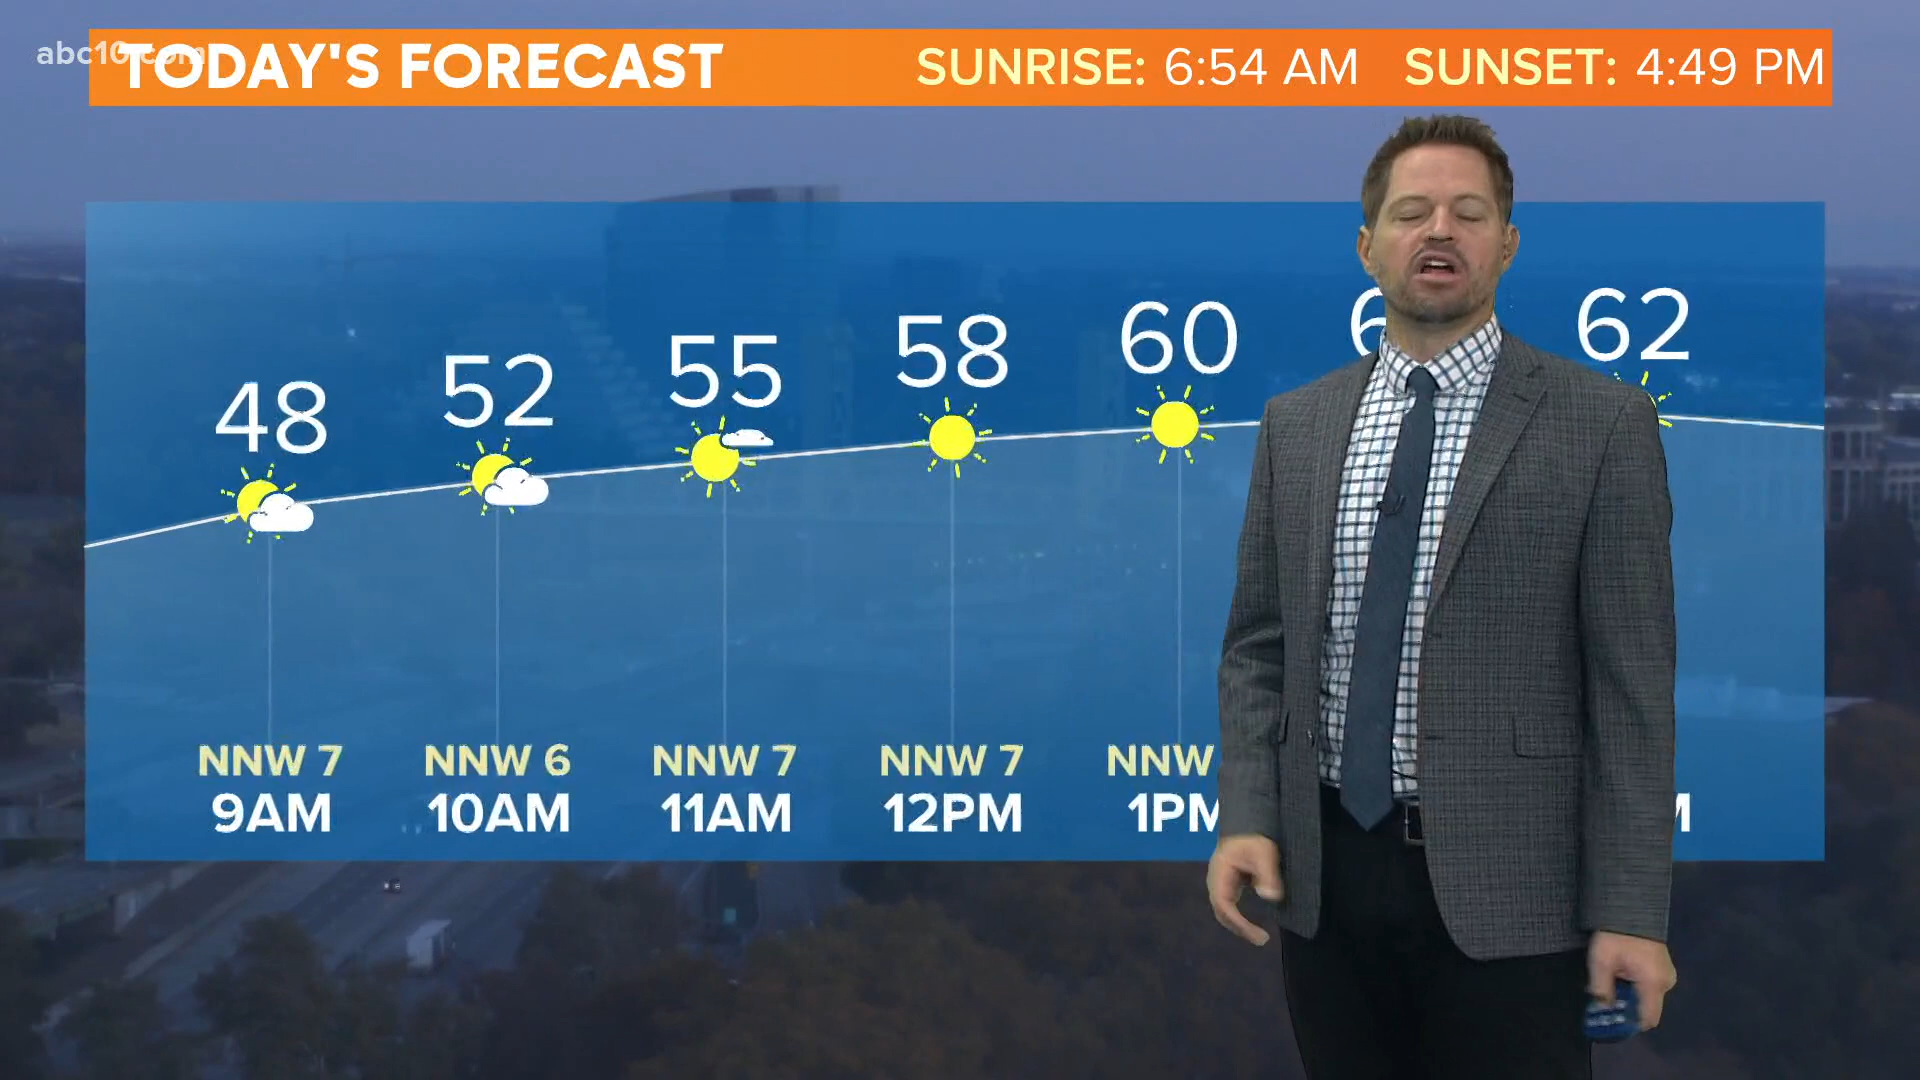 abc10.com
TODAY'S FORECAST SUNRISE: 6:54 AM SUNSET: 4:49 PM
48 52 55 58 60 62
NNW 7 NNW 6 NNW 7 NNW 7 NNW
9AM 10AM 11AM 12PM 1PM